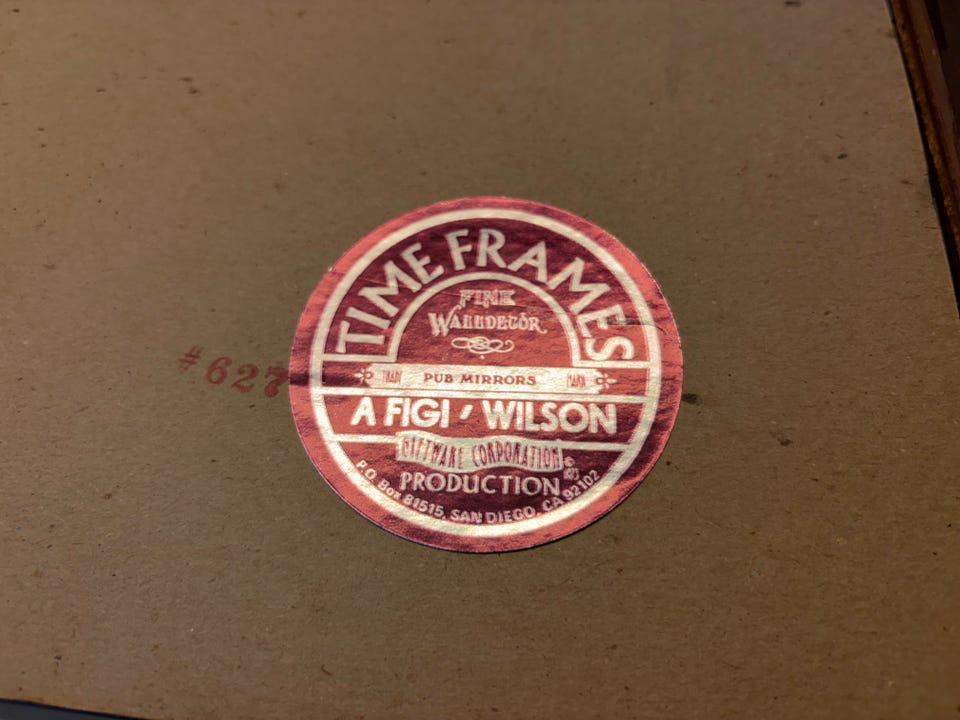 TIME FRAMES
FINE
WALLDECOR
TRADE PUB MIRRORS MARK
A FIGI / WILSON
GIFTWARE CORPORATION
PRODUCTION
P.O. Box 81515, SAN DIEGO, CA 92102
#627